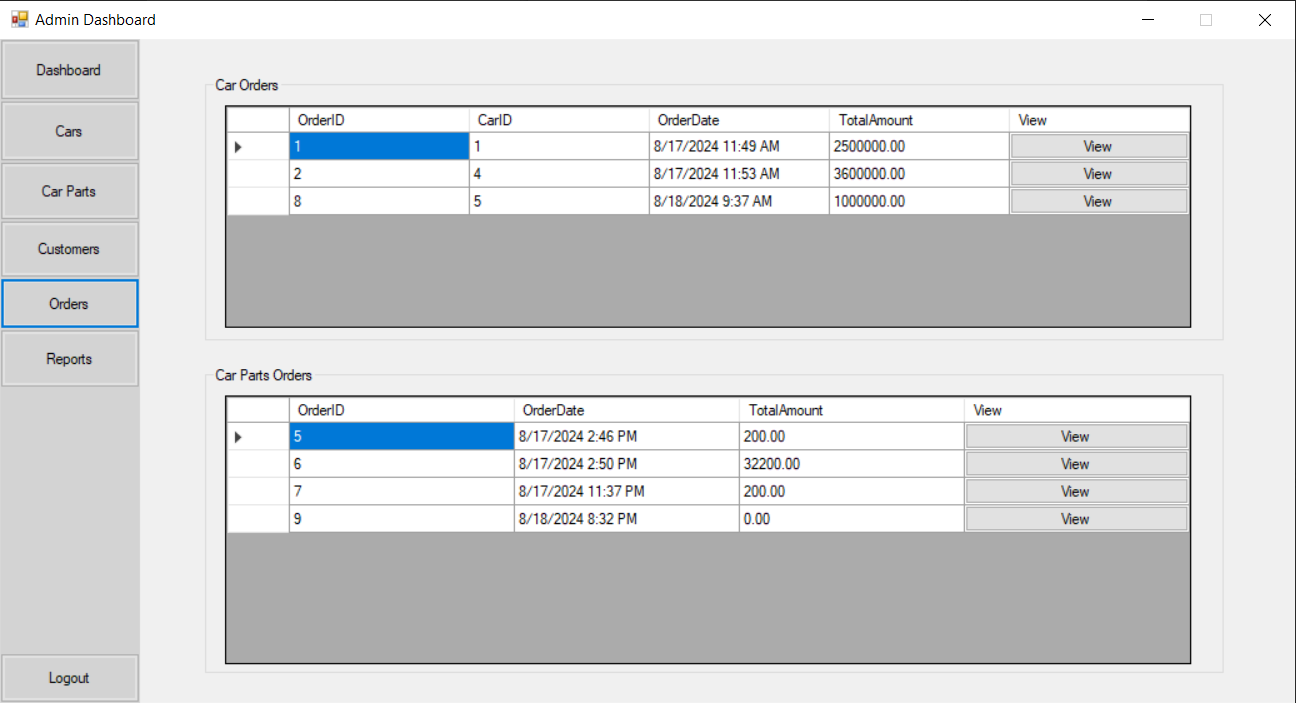 Admin Dashboard
Dashboard
Cars
Car Parts
Customers
Orders
Reports
Logout
Car Orders
OrderID CarID OrderDate TotalAmount View
1 1 8/17/2024 11:49 AM 2500000.00 View
2 4 8/17/2024 11:53 AM 3600000.00 View
8 5 8/18/2024 9:37 AM 1000000.00 View
Car Parts Orders
OrderID OrderDate TotalAmount View
5 8/17/2024 2:46 PM 200.00 View
6 8/17/2024 2:50 PM 32200.00 View
7 8/17/2024 11:37 PM 200.00 View
9 8/18/2024 8:32 PM 0.00 View